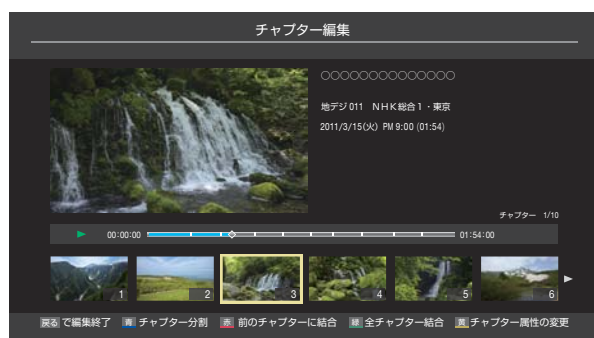 チャプター編集
○○○○○○○○○○○○○○
地デジ011 NHK総合1・東京
2011/3/15(火) PM 9:00 (01:54)
チャプター 1/10
00:00:00 01:54:00
1 2 3 4 5 6
戻る で編集終了 青 チャプター分割 赤 前のチャプターに結合 緑 全チャプター結合 黄 チャプター属性の変更